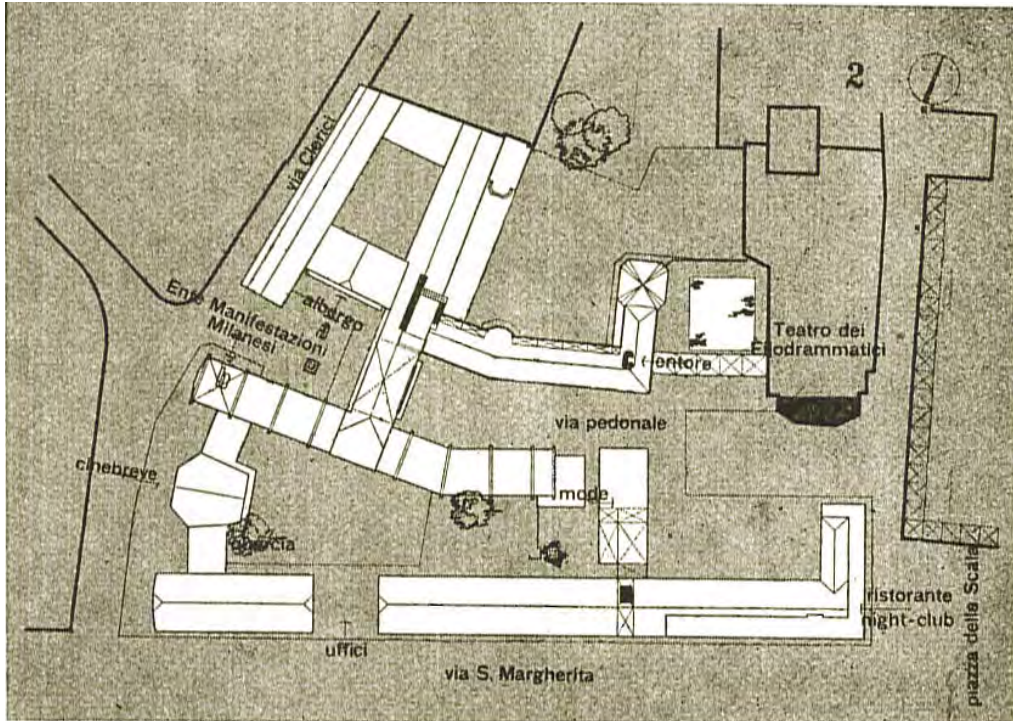 2
via Clerici
albergo
Ente Manifestazioni
Milanesi
Teatro dei
Filodrammatici
via pedonale
cinebreve
mode
ristorante
night-club
piazza della Scala
uffici
via S. Margherita